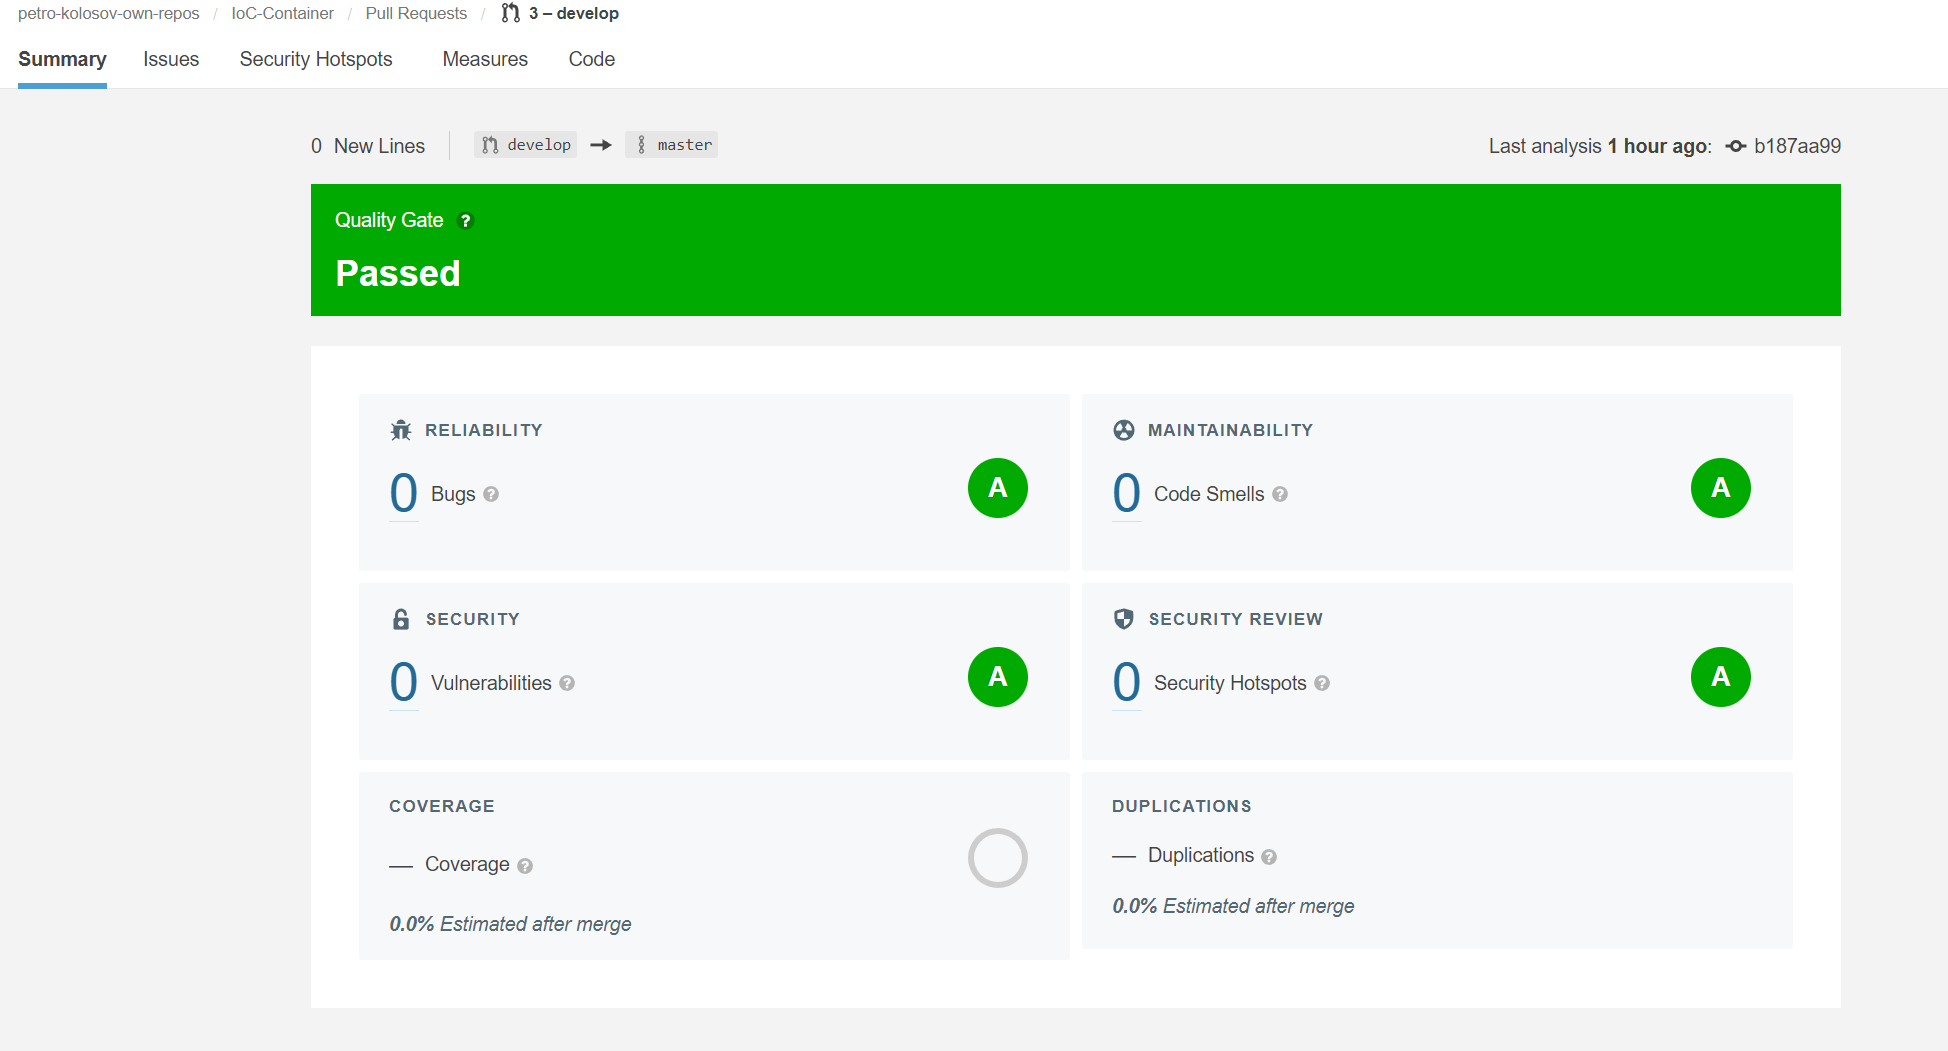 petro-kolosov-own-repos / IoC-Container / Pull Requests / 3 – develop
Summary Issues Security Hotspots Measures Code
0 New Lines develop master Last analysis 1 hour ago: b187aa99
Quality Gate ?
Passed
RELIABILITY
0 Bugs ?
A
MAINTAINABILITY
0 Code Smells ?
A
SECURITY
0 Vulnerabilities ?
A
SECURITY REVIEW
0 Security Hotspots ?
A
COVERAGE
— Coverage ?
0.0% Estimated after merge
DUPLICATIONS
— Duplications ?
0.0% Estimated after merge